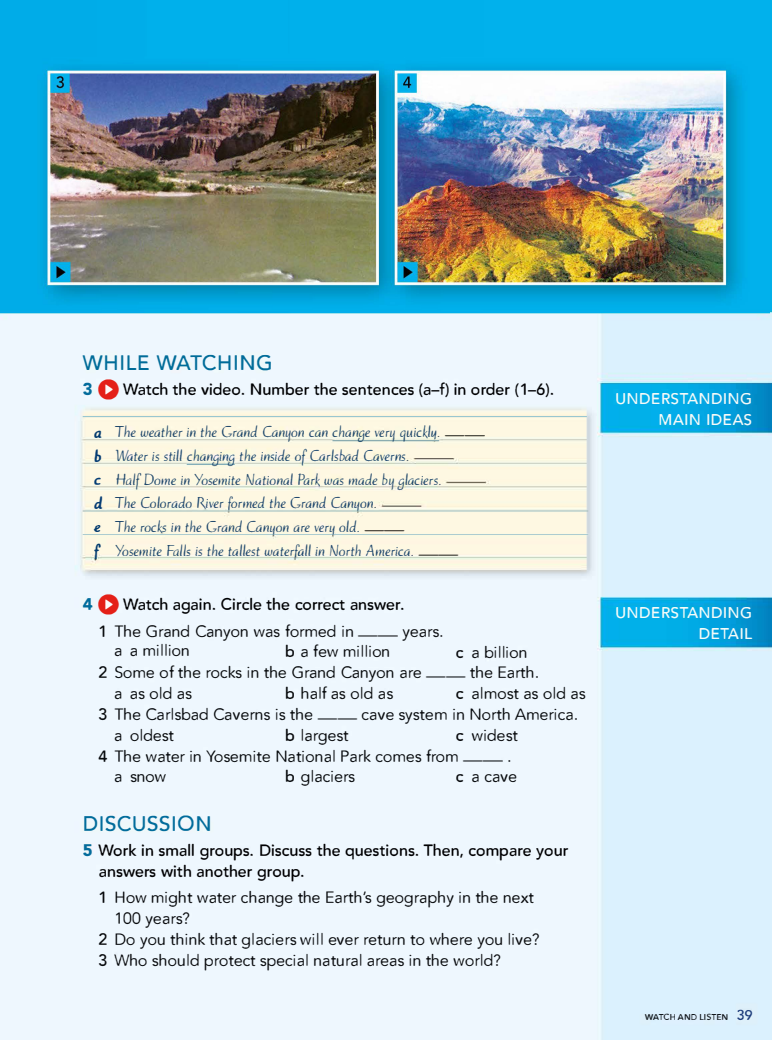 3
4
WHILE WATCHING
3 Watch the video. Number the sentences (a–f) in order (1–6).
UNDERSTANDING
MAIN IDEAS
a The weather in the Grand Canyon can change very quickly. ____
b Water is still changing the inside of Carlsbad Caverns. ____
c Half Dome in Yosemite National Park was made by glaciers. ____
d The Colorado River formed the Grand Canyon. ____
e The rocks in the Grand Canyon are very old. ____
f Yosemite Falls is the tallest waterfall in North America. ____
4 Watch again. Circle the correct answer.
UNDERSTANDING
DETAIL
1 The Grand Canyon was formed in ____ years.
a a million b a few million c a billion
2 Some of the rocks in the Grand Canyon are ____ the Earth.
a as old as b half as old as c almost as old as
3 The Carlsbad Caverns is the ____ cave system in North America.
a oldest b largest c widest
4 The water in Yosemite National Park comes from ____ .
a snow b glaciers c a cave
DISCUSSION
5 Work in small groups. Discuss the questions. Then, compare your
answers with another group.
1 How might water change the Earth's geography in the next
100 years?
2 Do you think that glaciers will ever return to where you live?
3 Who should protect special natural areas in the world?
WATCH AND LISTEN 39